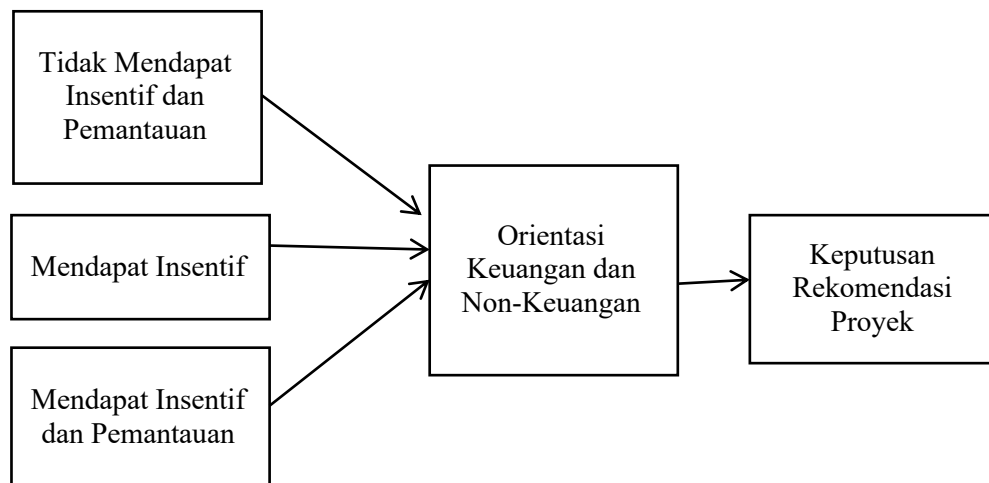 Tidak Mendapat
Insentif dan
Pemantauan
Mendapat Insentif
Mendapat Insentif
dan Pemantauan
Orientasi
Keuangan dan
Non-Keuangan
Keputusan
Rekomendasi
Proyek